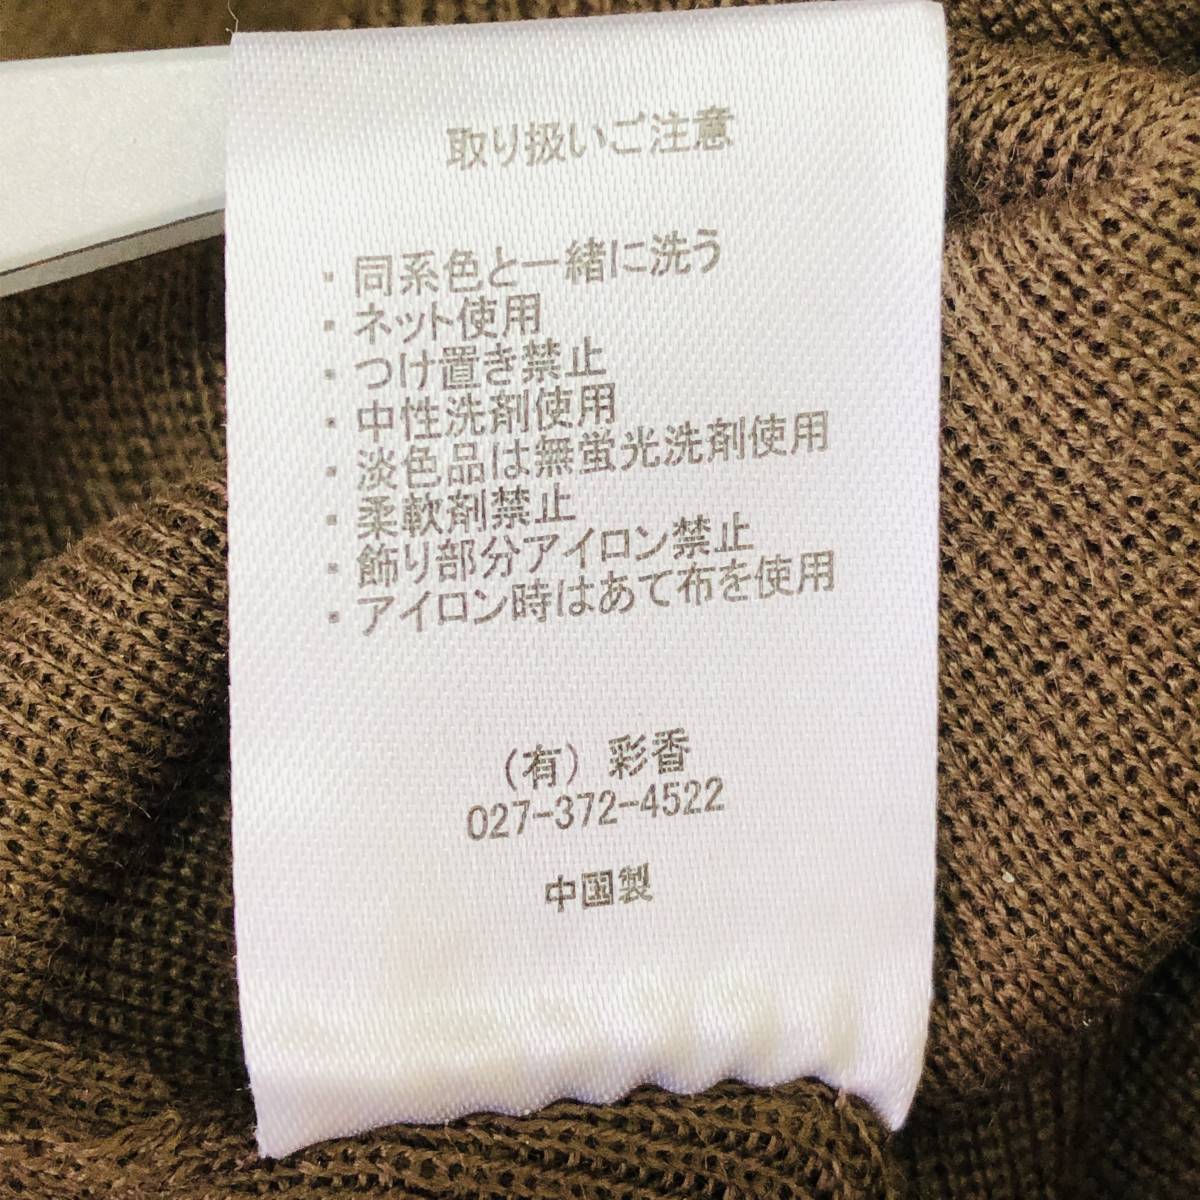 取り扱いご注意
・同系色と一緒に洗う
・ネット使用
・つけ置き禁止
・中性洗剤使用
・淡色品は無蛍光洗剤使用
・柔軟剤禁止
・飾り部分アイロン禁止
・アイロン時はあて布を使用
(有) 彩香
027-372-4522
中国製